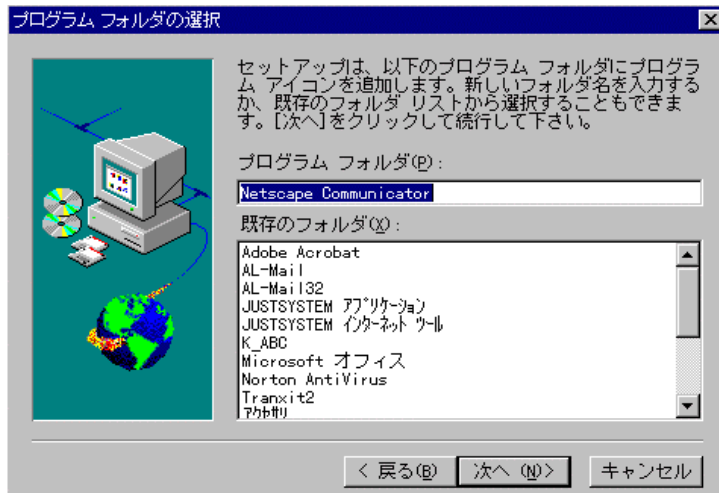 プログラム フォルダの選択
セットアップは、以下のプログラム フォルダにプログラ
ム アイコンを追加します。新しいフォルダ名を入力する
か、既存のフォルダ リストから選択することもできま
す。[次へ]をクリックして続行して下さい。
プログラム フォルダ(P):
Netscape Communicator
既存のフォルダ(X):
Adobe Acrobat
AL-Mail
AL-Mail32
JUSTSYSTEM アプリケーション
JUSTSYSTEM インターネット ツール
K_ABC
Microsoft オフィス
Norton AntiVirus
Tranxit2
アクセサリ
< 戻る(B)
次へ (N)>
キャンセル